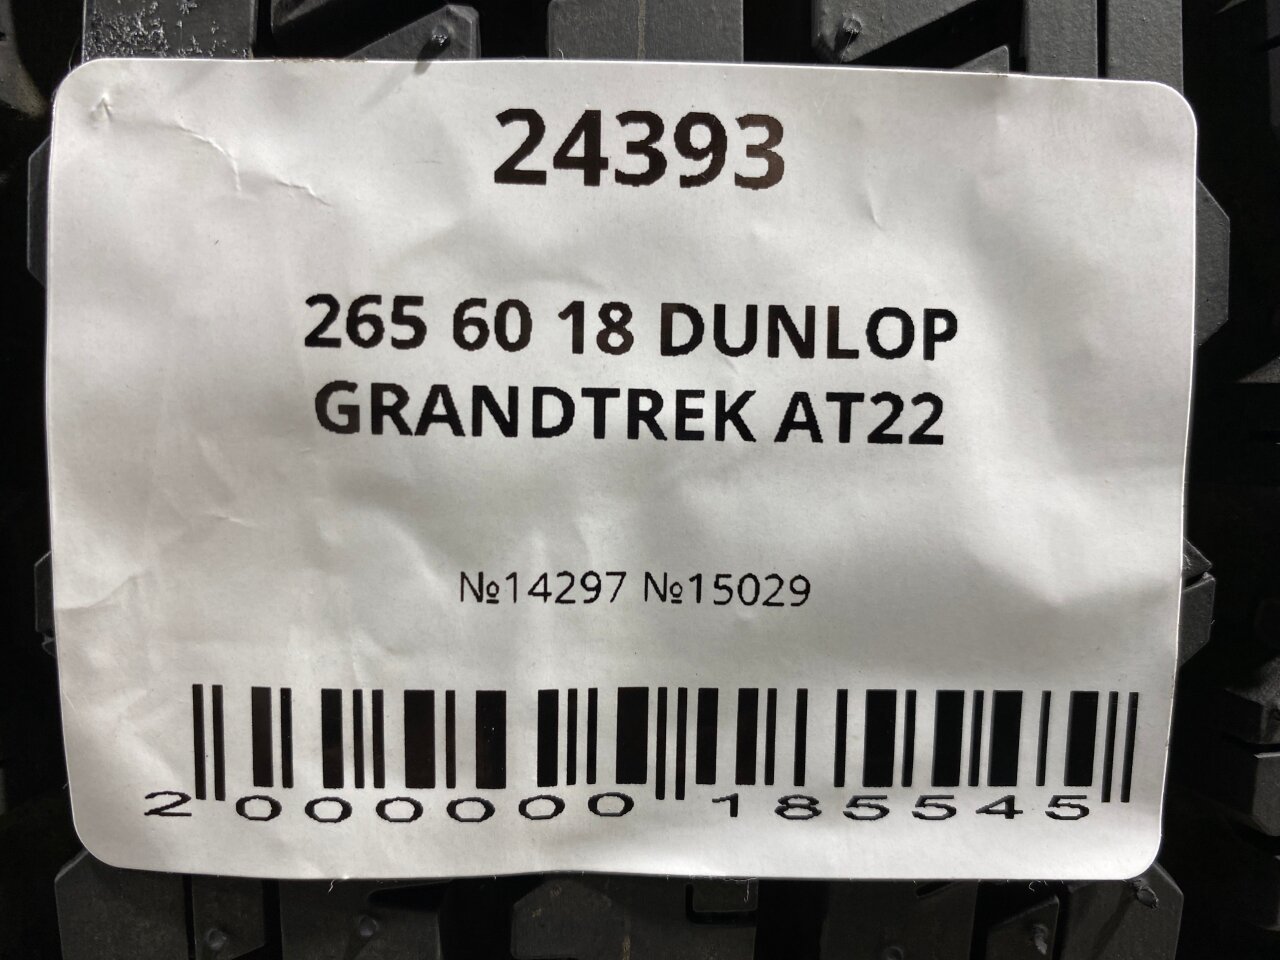 24393
265 60 18 DUNLOP
GRANDTREK AT22
№14297 №15029
2 000000 185545